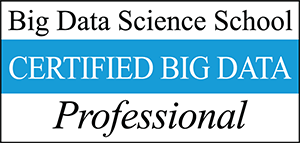 Big Data Science School
CERTIFIED BIG DATA
Professional